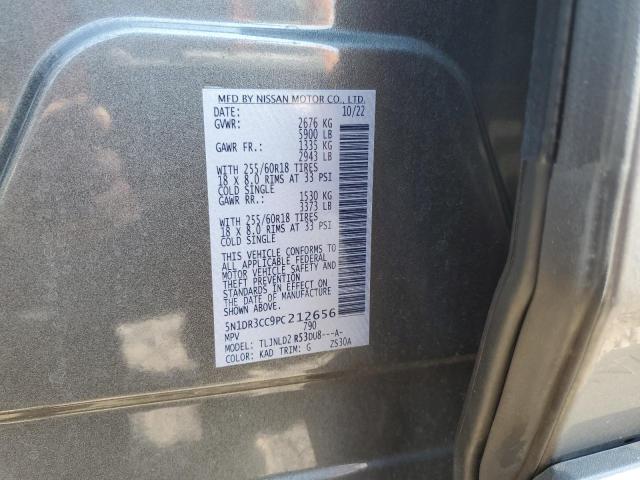 MFD BY NISSAN MOTOR CO., LTD.
DATE: 10/22
GVWR: 2676 KG
5900 LB
GAWR FR.: 1335 KG
2943 LB
WITH 255/60R18 TIRES
18 X 8.0 RIMS AT 33 PSI
COLD SINGLE
GAWR RR.: 1530 KG
3373 LB
WITH 255/60R18 TIRES
18 X 8.0 RIMS AT 33 PSI
COLD SINGLE
THIS VEHICLE CONFORMS TO
ALL APPLICABLE FEDERAL
MOTOR VEHICLE SAFETY AND
THEFT PREVENTION STANDARDS
IN EFFECT ON THE DATE OF
MANUFACTURE SHOWN ABOVE.
5N1DR3CC9PC212656
MPV 790
MODEL: TLJNLDZ R53DU8---A-
COLOR: KAD TRIM: G ZS30A